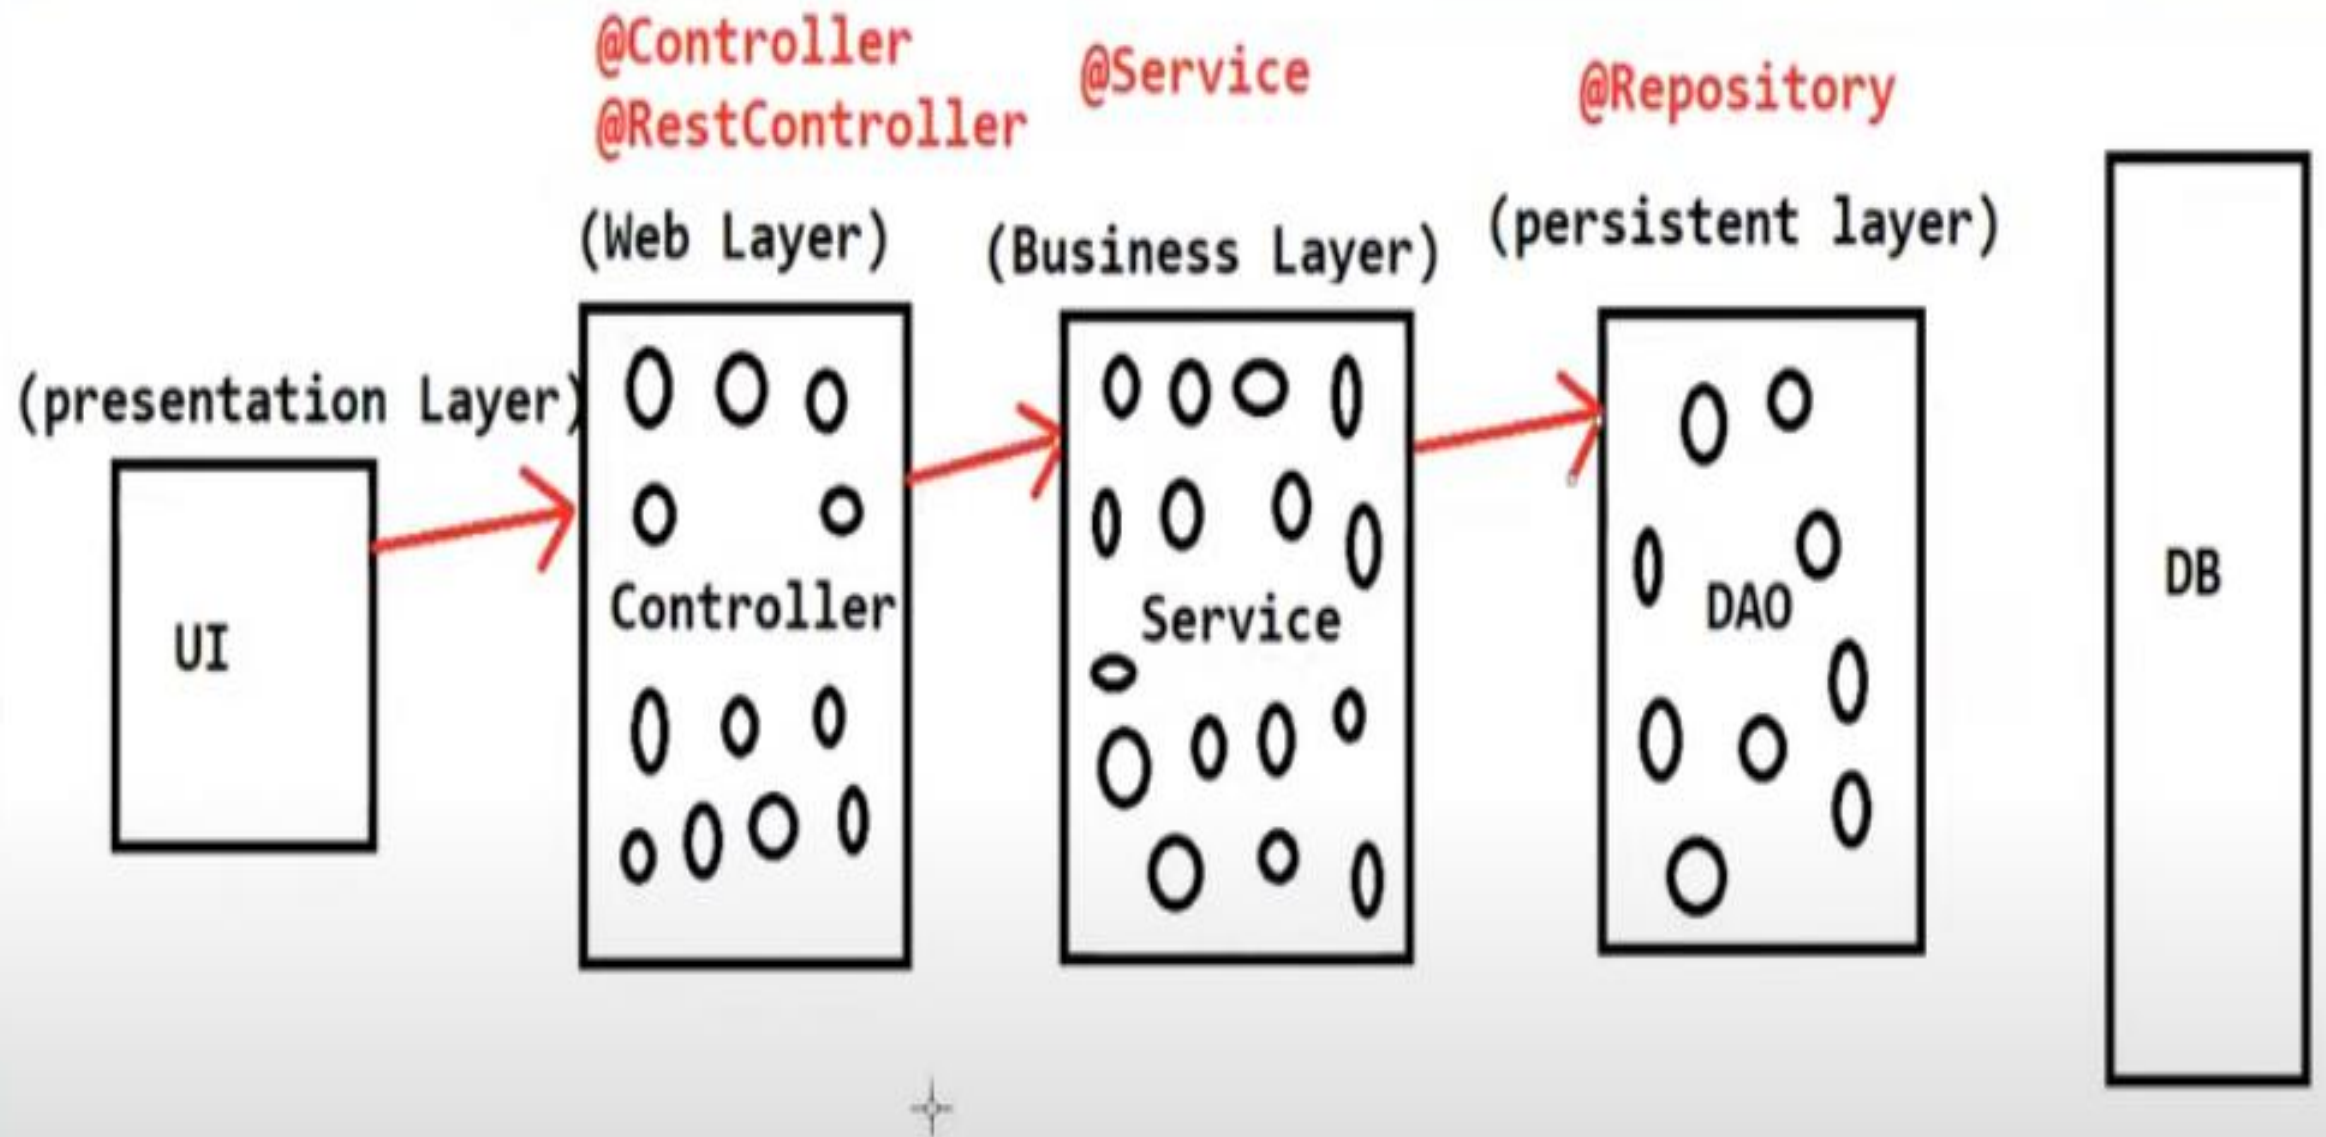 @Controller
@RestController
@Service
@Repository
(Web Layer)
(Business Layer)
(persistent layer)
(presentation Layer)
UI
Controller
Service
DAO
DB